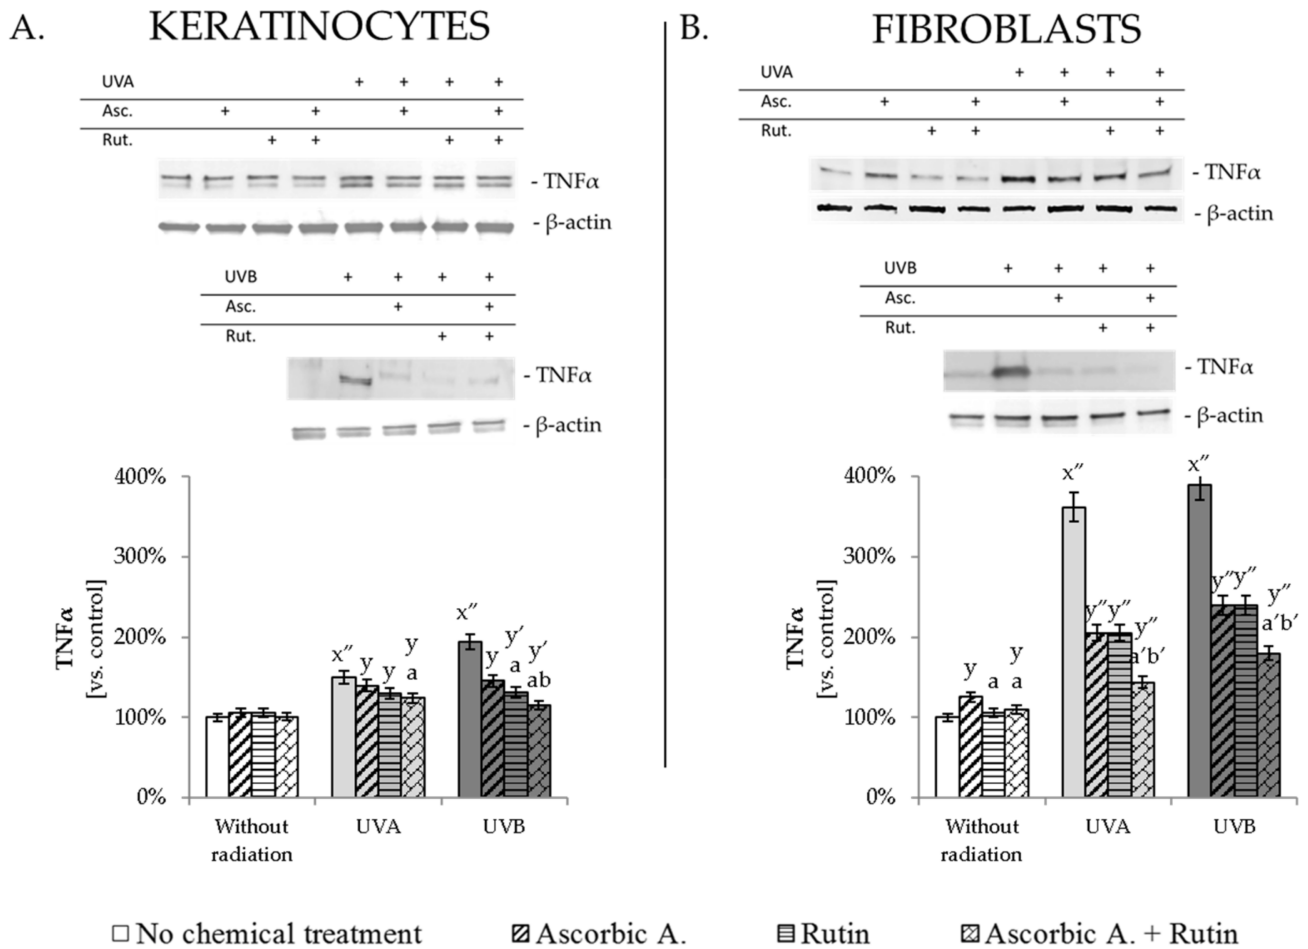 A. KERATINOCYTES
UVA + + + +
Asc. + + + +
Rut. + + + +
- TNFα
- β-actin
UVB + + + +
Asc. + +
Rut. + +
- TNFα
- β-actin
400%
300%
200%
100%
0%
TNFα
[vs. control]
x″ y y y a
x″ y y′ a y′ ab
Without radiation
UVA
UVB
B. FIBROBLASTS
UVA + + + +
Asc. + + + +
Rut. + + + +
- TNFα
- β-actin
UVB + + + +
Asc. + +
Rut. + +
- TNFα
- β-actin
400%
300%
200%
100%
0%
TNFα
[vs. control]
y a y a
x″ y″ y″ y″ a′b′
x″ y″ y″ y″ a′b′
Without radiation
UVA
UVB
No chemical treatment
Ascorbic A.
Rutin
Ascorbic A. + Rutin